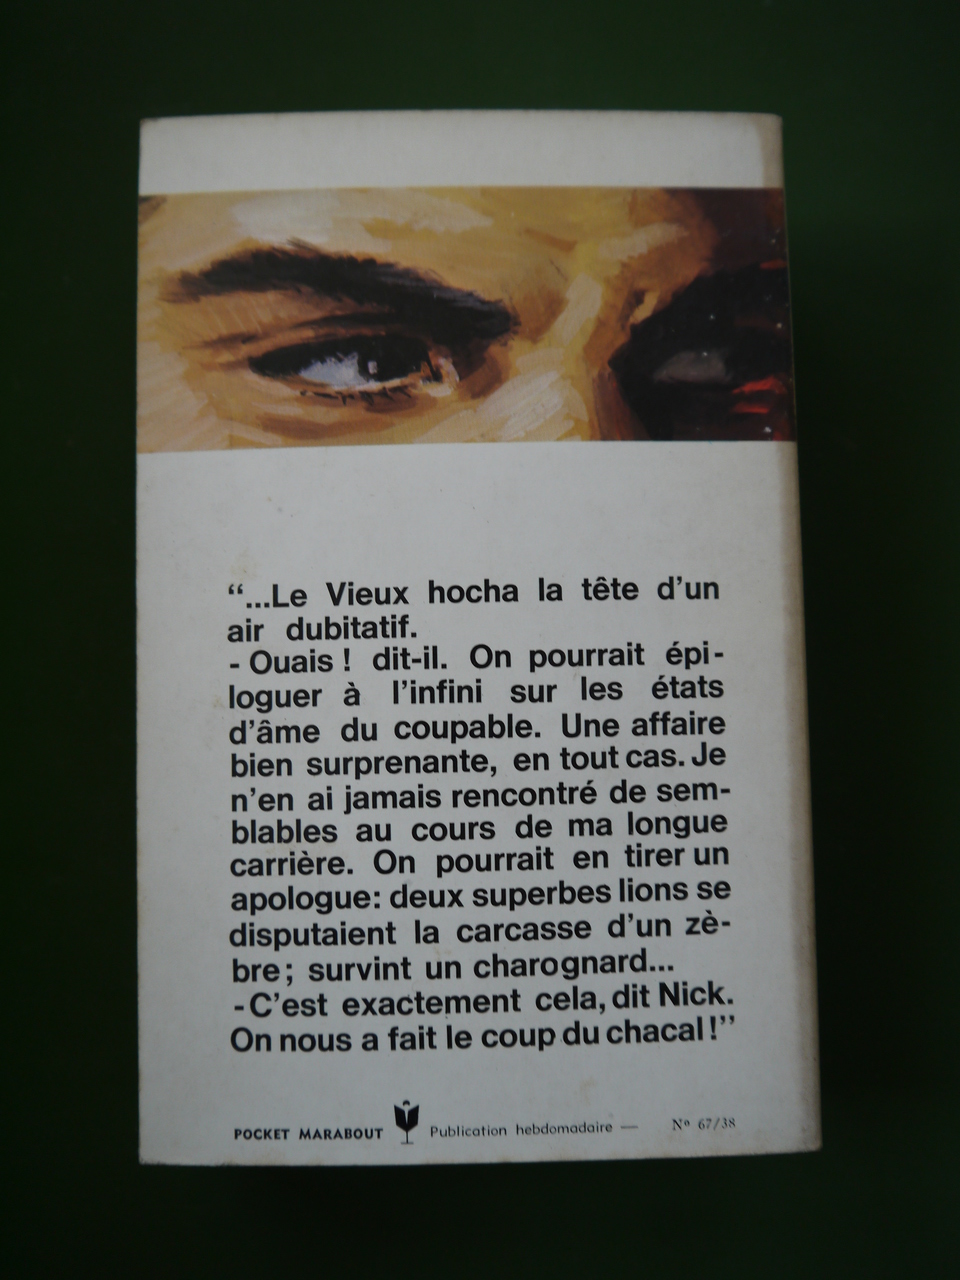 “...Le Vieux hocha la tête d’un
air dubitatif.
- Ouais ! dit-il. On pourrait épi-
loguer à l’infini sur les états
d’âme du coupable. Une affaire
bien surprenante, en tout cas. Je
n’en ai jamais rencontré de sem-
blables au cours de ma longue
carrière. On pourrait en tirer un
apologue: deux superbes lions se
disputaient la carcasse d’un zè-
bre; survint un charognard...
-C’est exactement cela, dit Nick.
On nous a fait le coup du chacal !”
POCKET MARABOUT Publication hebdomadaire — Nº 67/38